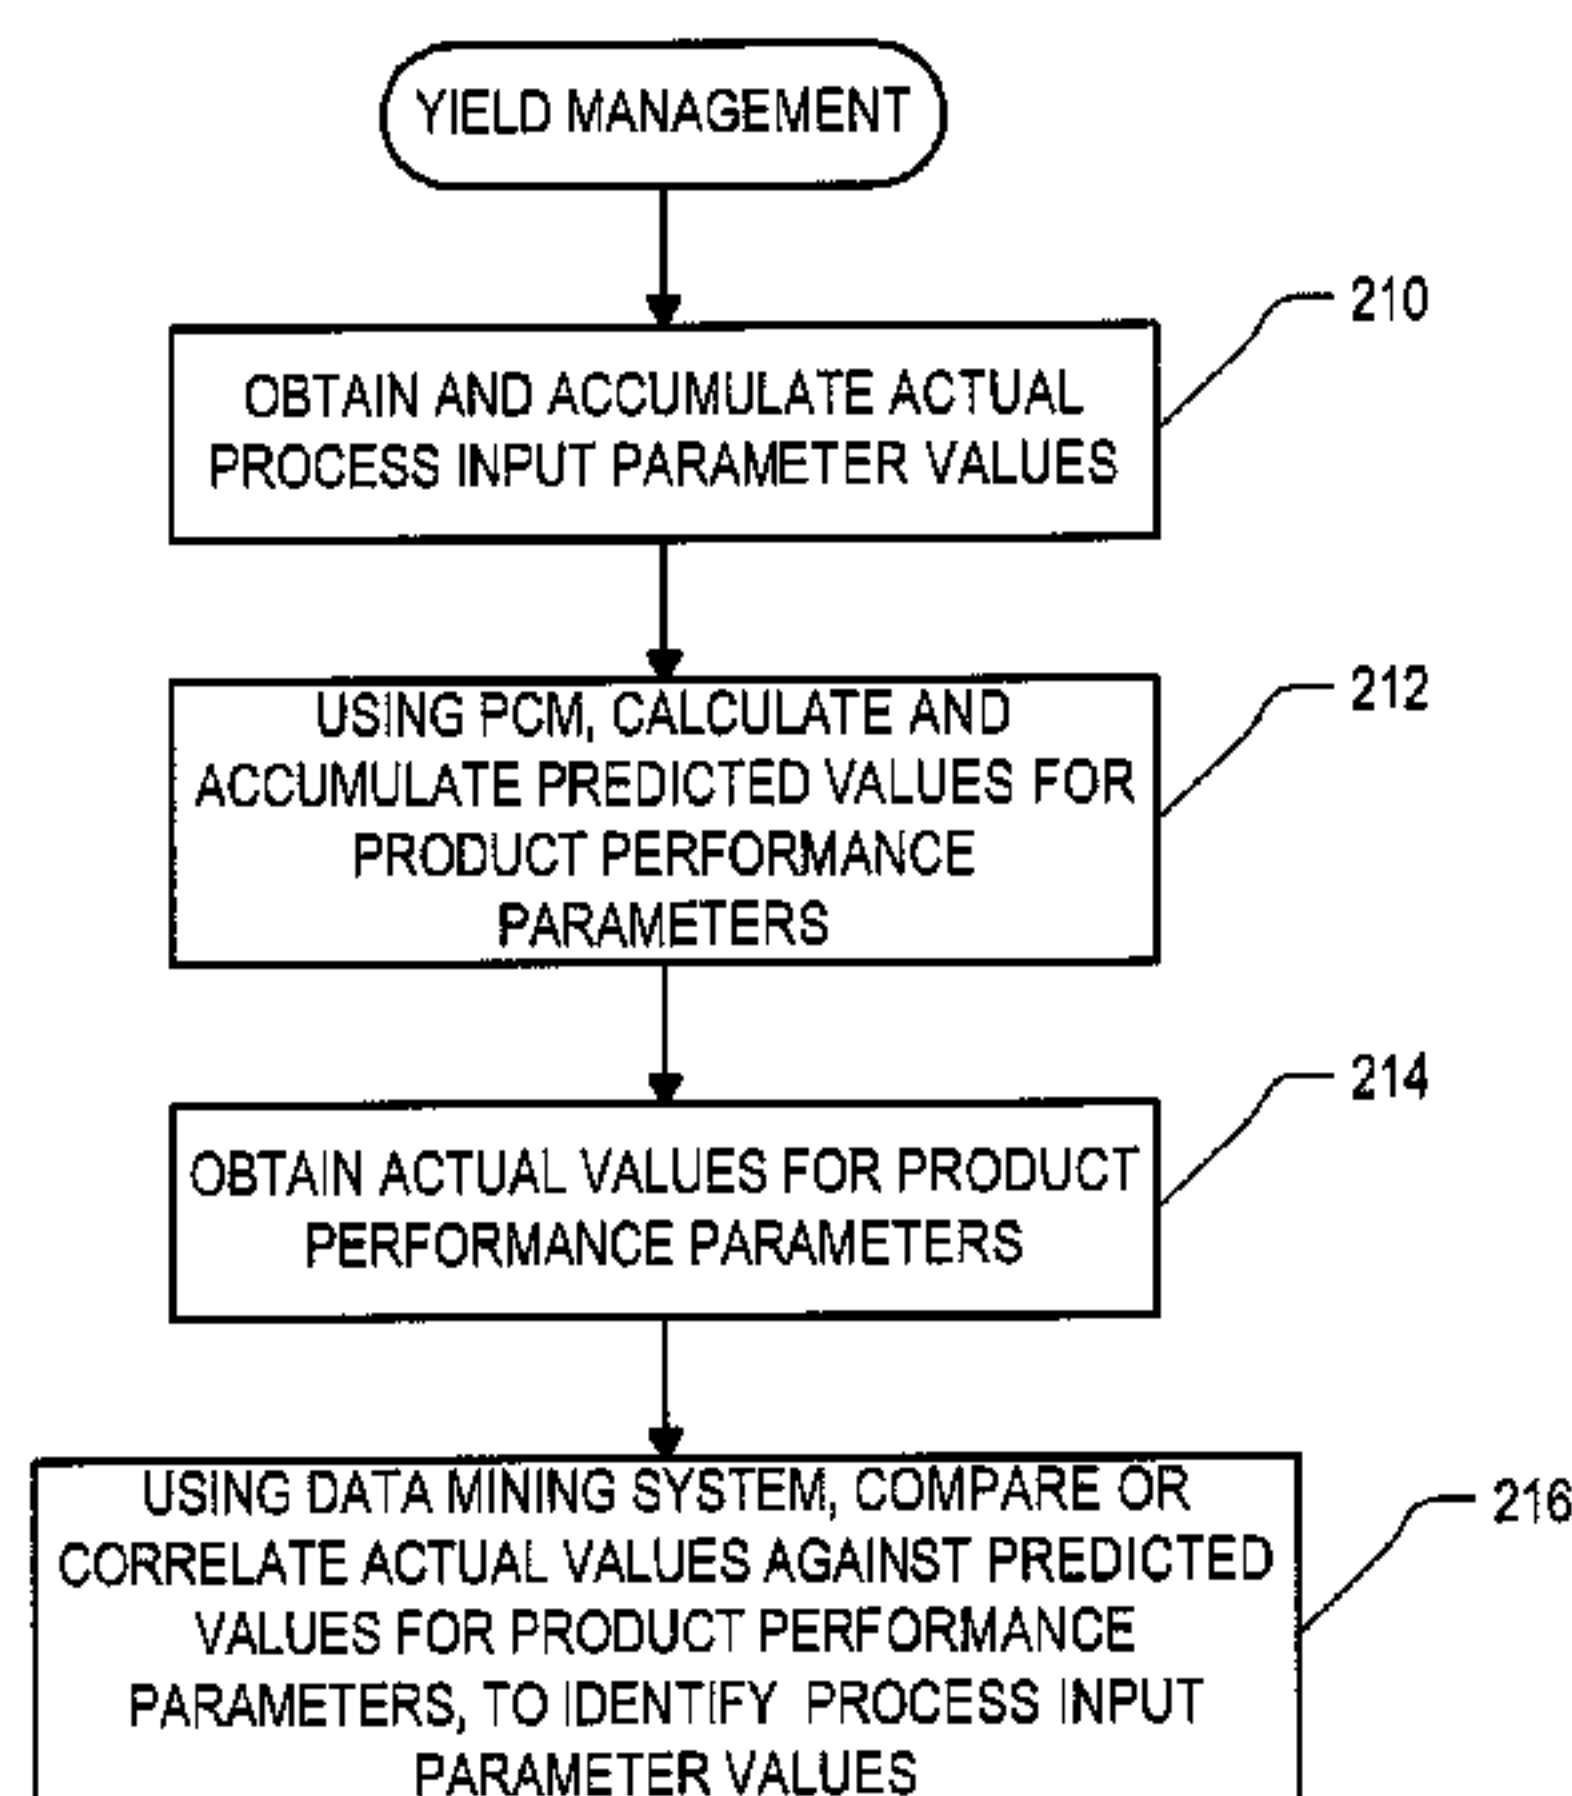 YIELD MANAGEMENT
210
OBTAIN AND ACCUMULATE ACTUAL
PROCESS INPUT PARAMETER VALUES
212
USING PCM, CALCULATE AND
ACCUMULATE PREDICTED VALUES FOR
PRODUCT PERFORMANCE
PARAMETERS
214
OBTAIN ACTUAL VALUES FOR PRODUCT
PERFORMANCE PARAMETERS
216
USING DATA MINING SYSTEM, COMPARE OR
CORRELATE ACTUAL VALUES AGAINST PREDICTED
VALUES FOR PRODUCT PERFORMANCE
PARAMETERS, TO IDENTIFY PROCESS INPUT
PARAMETER VALUES